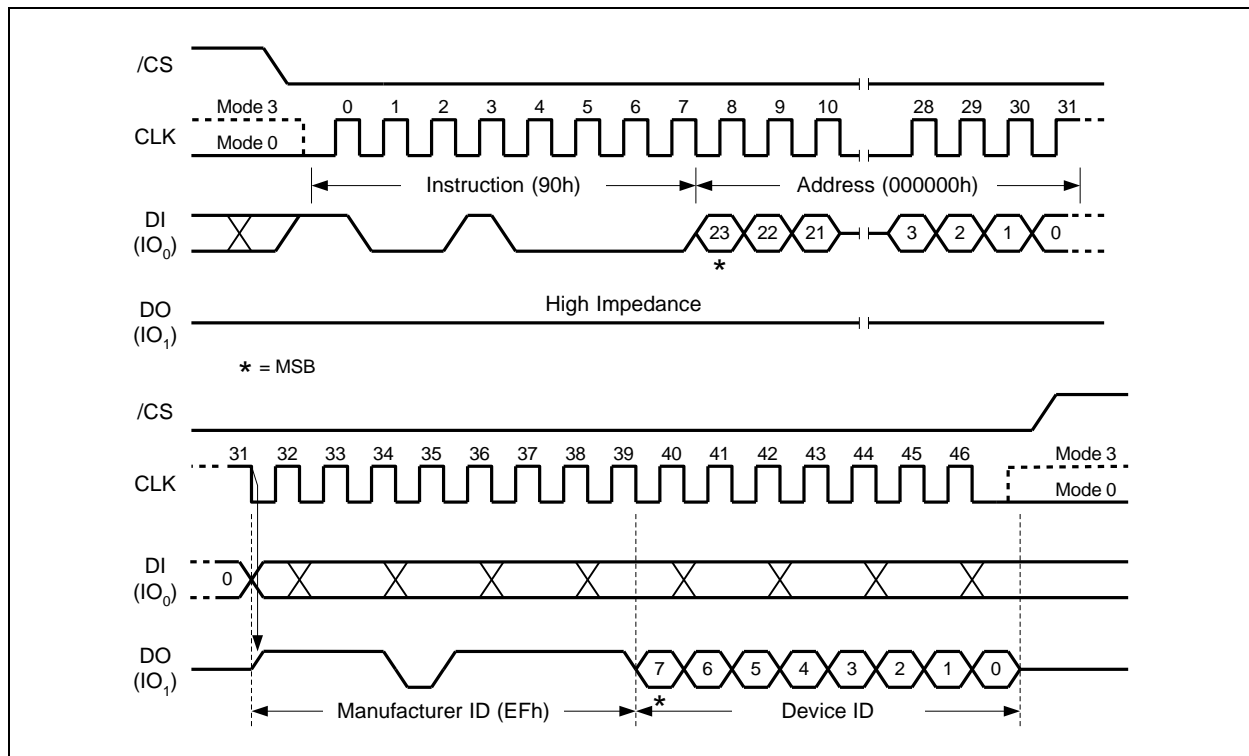 /CS
Mode 3
0 1 2 3 4 5 6 7 8 9 10 28 29 30 31
CLK
Mode 0
Instruction (90h) Address (000000h)
DI
(IO0)
23 22 21 3 2 1 0
*
High Impedance
DO
(IO1)
* = MSB
/CS
31 32 33 34 35 36 37 38 39 40 41 42 43 44 45 46
Mode 3
CLK
Mode 0
DI
(IO0)
0
DO
(IO1)
7 6 5 4 3 2 1 0
*
Manufacturer ID (EFh) Device ID